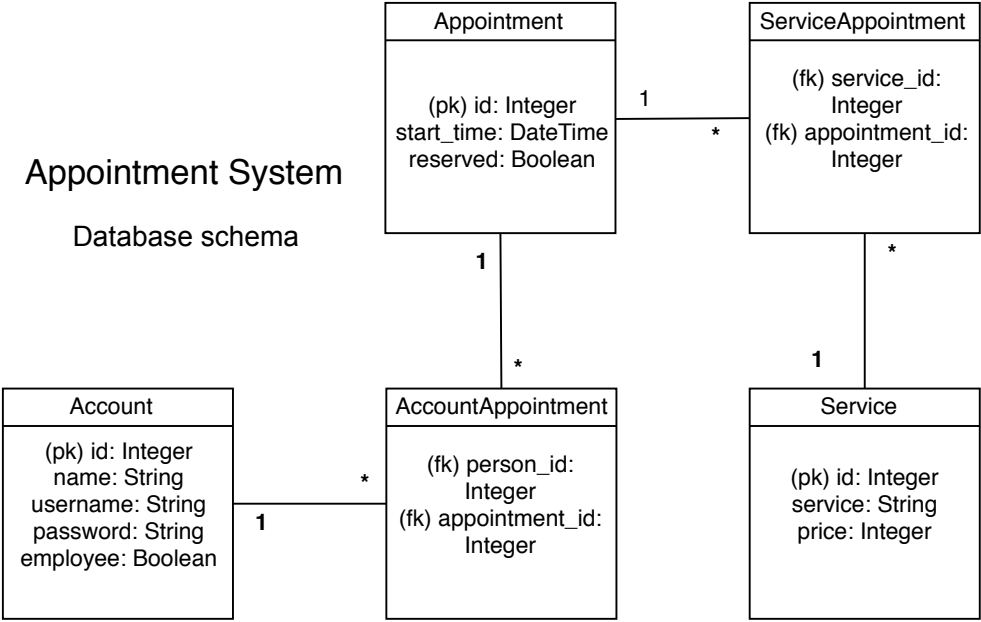 Appointment System
Database schema
Appointment
(pk) id: Integer
start_time: DateTime
reserved: Boolean
1
*
ServiceAppointment
(fk) service_id:
Integer
(fk) appointment_id:
Integer
1
*
*
1
Account
(pk) id: Integer
name: String
username: String
password: String
employee: Boolean
1
*
AccountAppointment
(fk) person_id:
Integer
(fk) appointment_id:
Integer
Service
(pk) id: Integer
service: String
price: Integer